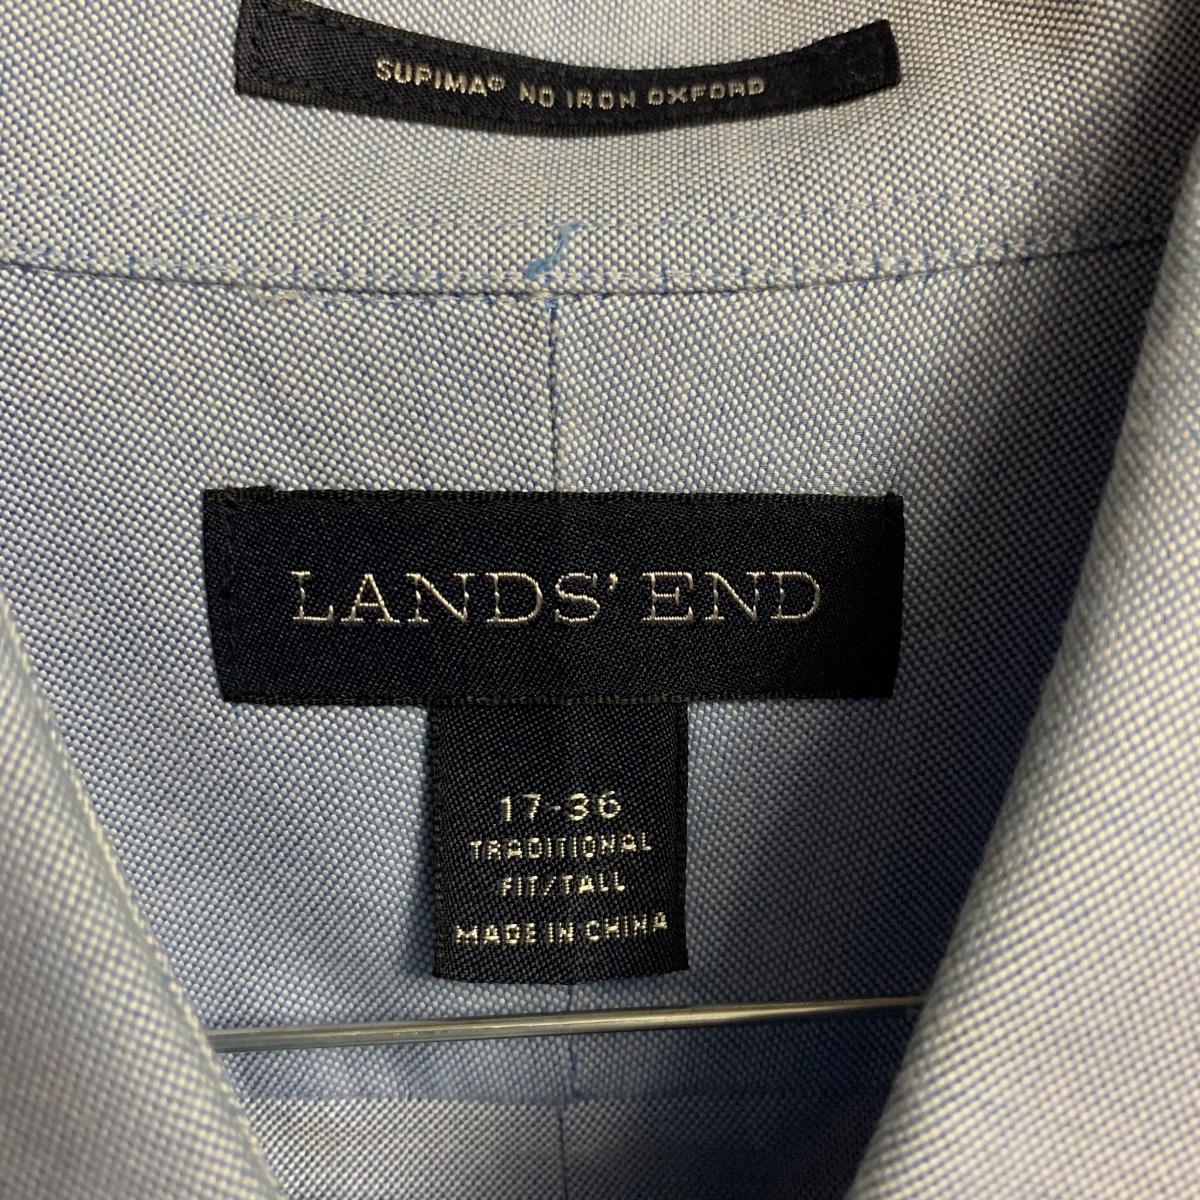 SUPIMA® NO IRON OXFORD
LANDS' END
17-36
TRADITIONAL
FIT/TALL
MADE IN CHINA